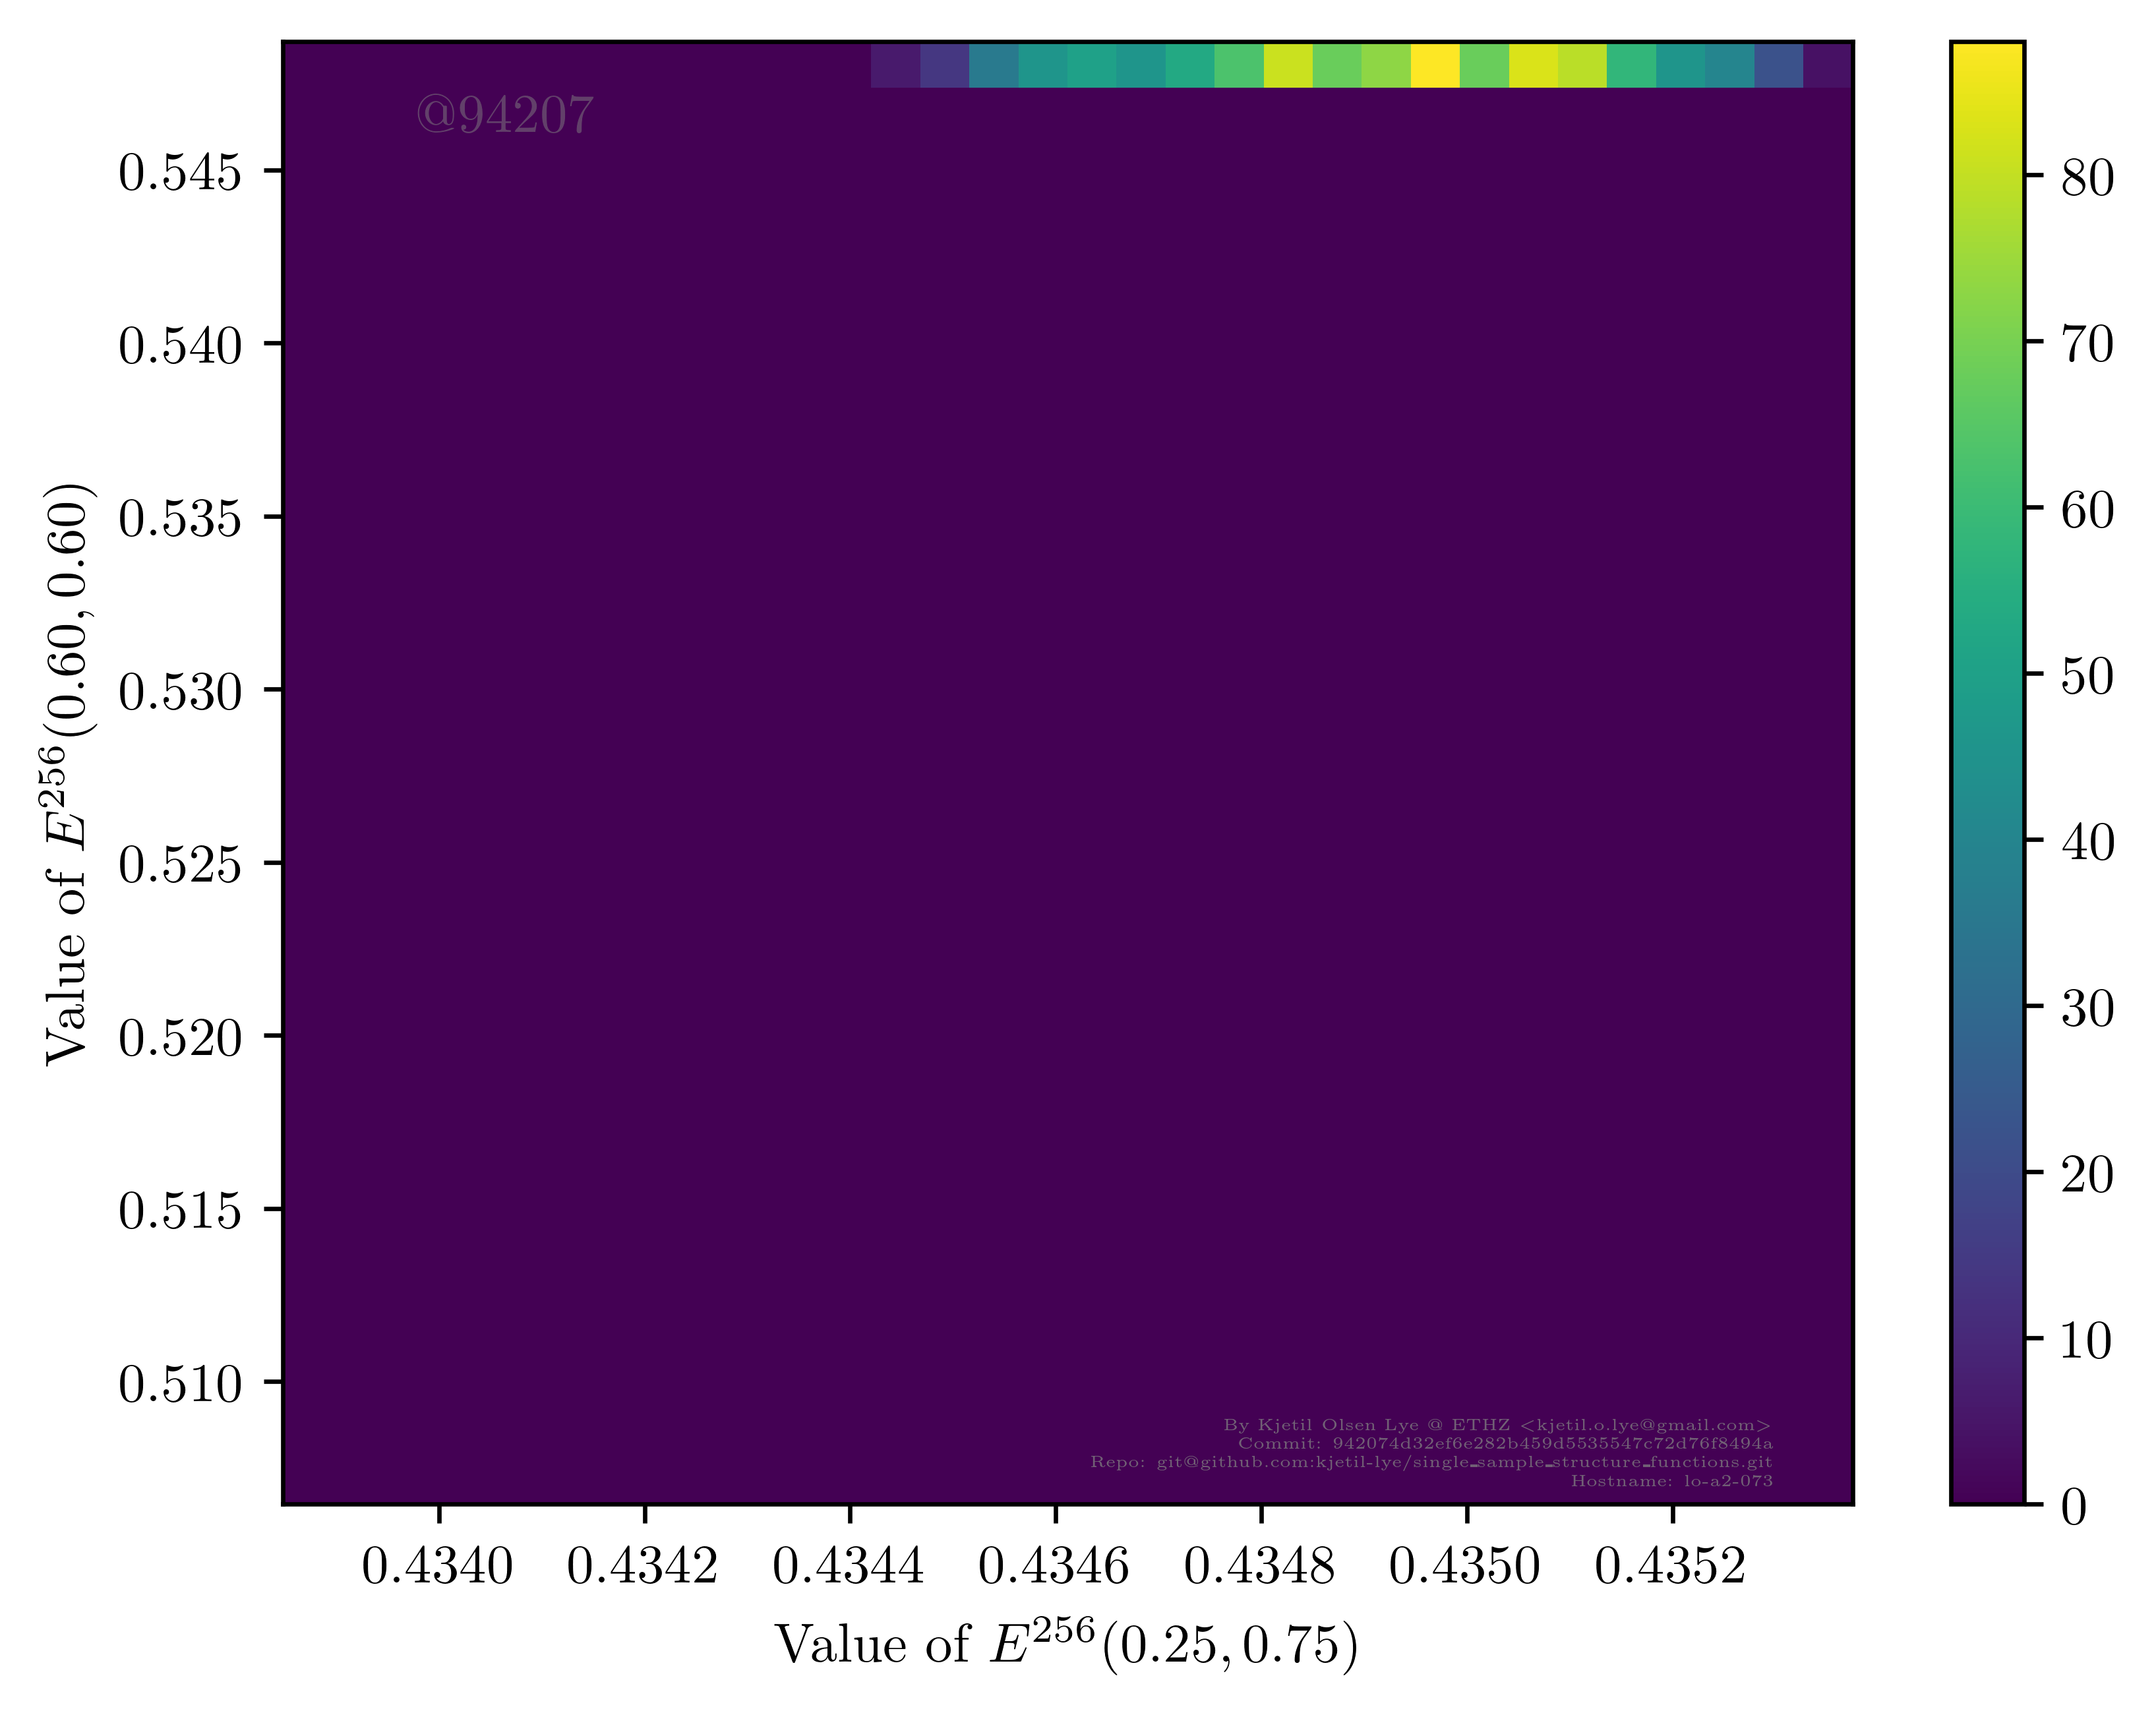 @94207
0.545
0.540
0.535
0.530
0.525
0.520
0.515
0.510
Value of E^256(0.60, 0.60)
80
70
60
50
40
30
20
10
0
By Kjetil Olsen Lye @ ETHZ <kjetil.o.lye@gmail.com>
Commit: 942074d32ef6e282b459d5535547c72d76f8494a
Repo: git@github.com:kjetil-lye/single_sample_structure_functions.git
Hostname: lo-a2-073
0.4340 0.4342 0.4344 0.4346 0.4348 0.4350 0.4352
Value of E^256(0.25, 0.75)